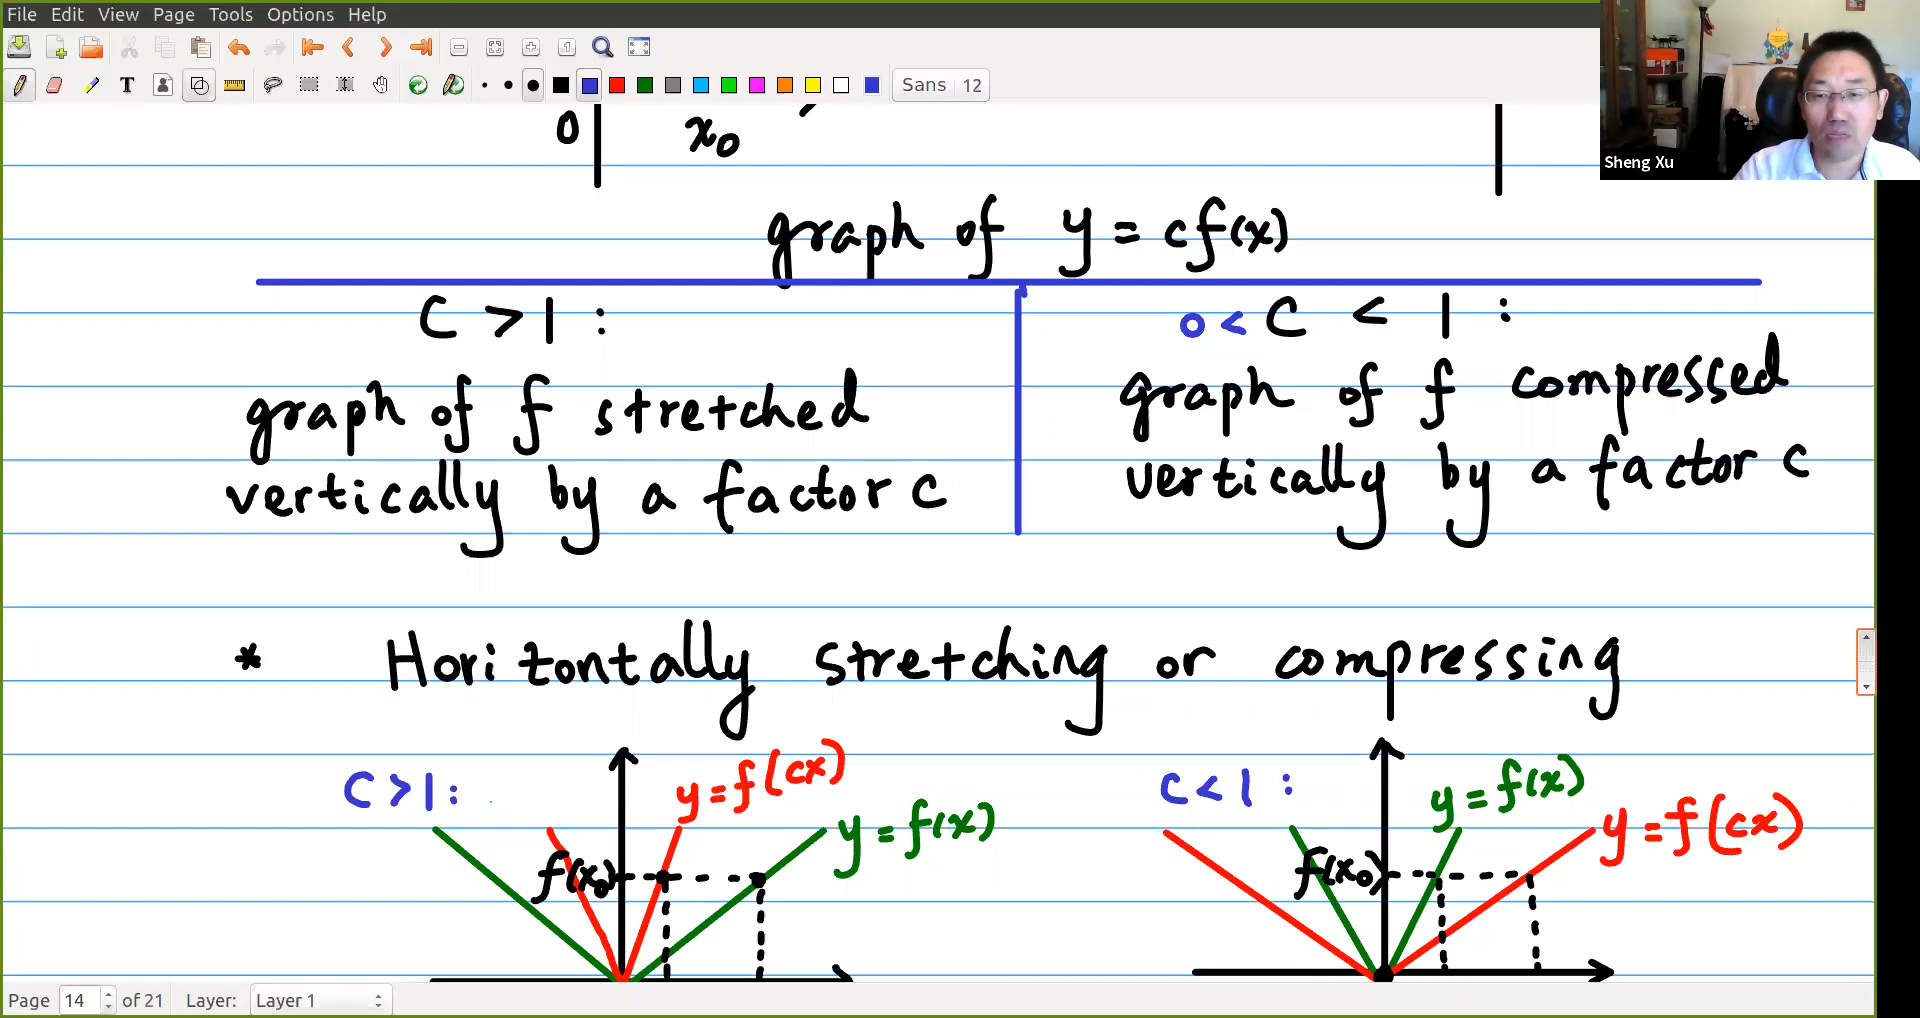 File Edit View Page Tools Options Help
Sans 12
Sheng Xu
0 x₀
graph of y = cf(x)
C > 1 :
graph of f stretched
vertically by a factor c
0 < C < 1 :
graph of f compressed
vertically by a factor c
* Horizontally stretching or compressing
C > 1 :
y = f(cx)
y = f(x)
f(x₀)
C < 1 :
y = f(x)
y = f(cx)
f(x₀)
Page 14 of 21 Layer: Layer 1